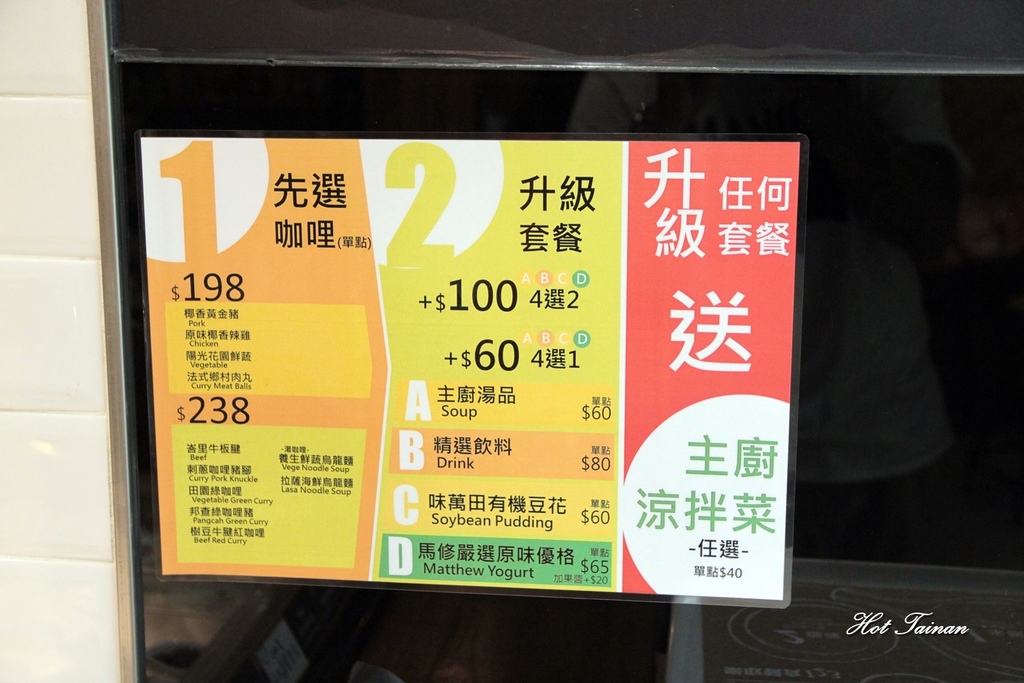 1
先選
咖哩(單點)
$198
椰香黃金豬
Pork
原味椰香辣雞
Chicken
陽光花園鮮蔬
Vegetable
法式鄉村肉丸
Curry Meat Balls
$238
峇里牛板腱
Beef
刺蔥咖哩豬腳
Curry Pork Knuckle
田園綠咖哩
Vegetable Green Curry
邦查綠咖哩豬
Pangcah Green Curry
樹豆牛腱紅咖哩
Beef Red Curry
-湯咖哩-
養生鮮蔬烏龍麵
Vege Noodle Soup
拉薩海鮮烏龍麵
Lasa Noodle Soup
2
升級
套餐
A B C D
+$100 4選2
A B C D
+$60 4選1
A 主廚湯品 單點
Soup $60
B 精選飲料 單點
Drink $80
C 味萬田有機豆花 單點
Soybean Pudding $60
D 馬修嚴選原味優格 單點
Matthew Yogurt $65
加果醬+$20
升級 任何套餐
送
主廚
涼拌菜
-任選-
單點$40
Hot Tainan